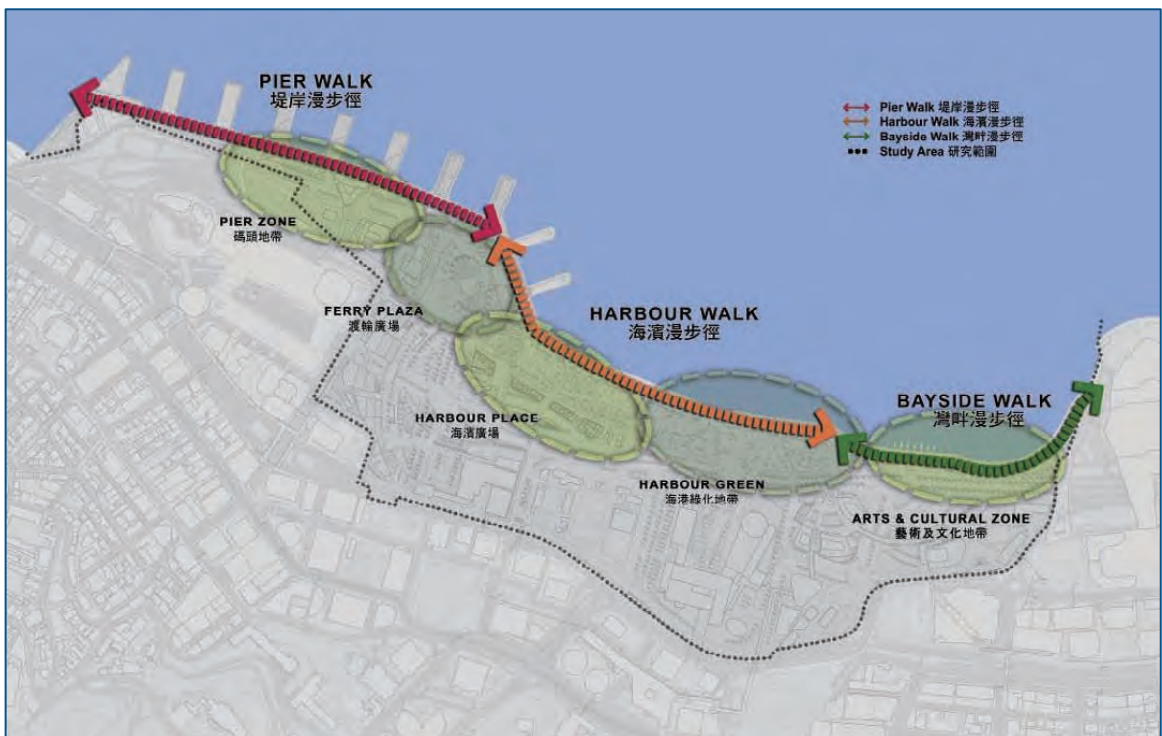 PIER WALK
堤岸漫步徑
Pier Walk 堤岸漫步徑
Harbour Walk 海濱漫步徑
Bayside Walk 灣畔漫步徑
Study Area 研究範圍
PIER ZONE
碼頭地帶
FERRY PLAZA
渡輪廣場
HARBOUR WALK
海濱漫步徑
HARBOUR PLACE
海濱廣場
BAYSIDE WALK
灣畔漫步徑
HARBOUR GREEN
海港綠化地帶
ARTS & CULTURAL ZONE
藝術及文化地帶